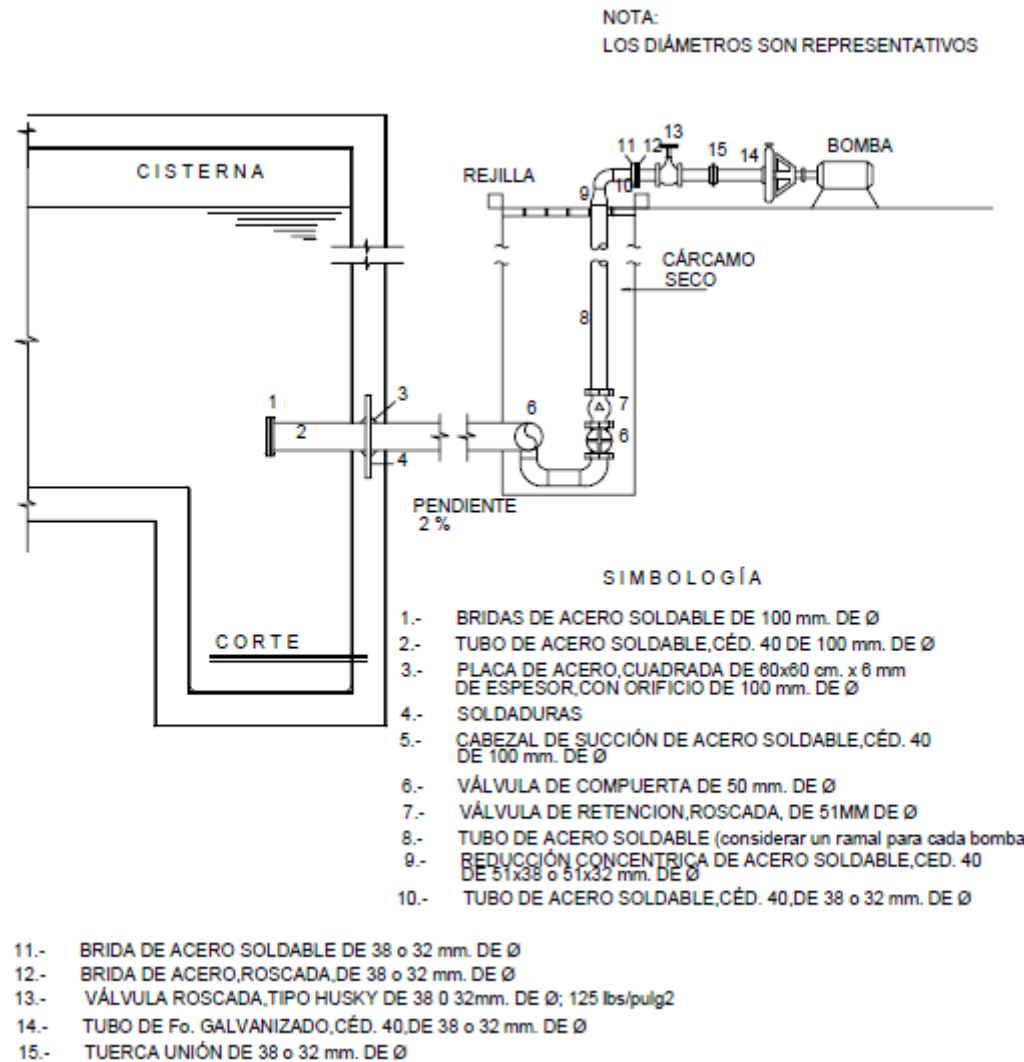 NOTA:
LOS DIÁMETROS SON REPRESENTATIVOS
CISTERNA
REJILLA
11
12
13
15
14
BOMBA
10
9
CÁRCAMO
SECO
8
1
2
3
4
6
7
6
PENDIENTE
2 %
CORTE
SIMBOLOGÍA
1.- BRIDAS DE ACERO SOLDABLE DE 100 mm. DE Ø
2.- TUBO DE ACERO SOLDABLE,CÉD. 40 DE 100 mm. DE Ø
3.- PLACA DE ACERO,CUADRADA DE 60x60 cm. x 6 mm
DE ESPESOR,CON ORIFICIO DE 100 mm. DE Ø
4.- SOLDADURAS
5.- CABEZAL DE SUCCIÓN DE ACERO SOLDABLE,CÉD. 40
DE 100 mm. DE Ø
6.- VÁLVULA DE COMPUERTA DE 50 mm. DE Ø
7.- VÁLVULA DE RETENCION,ROSCADA, DE 51MM DE Ø
8.- TUBO DE ACERO SOLDABLE (considerar un ramal para cada bomba
9.- REDUCCIÓN CONCENTRICA DE ACERO SOLDABLE,CED. 40
DE 51x38 o 51x32 mm. DE Ø
10.- TUBO DE ACERO SOLDABLE,CÉD. 40,DE 38 o 32 mm. DE Ø
11.- BRIDA DE ACERO SOLDABLE DE 38 o 32 mm. DE Ø
12.- BRIDA DE ACERO,ROSCADA,DE 38 o 32 mm. DE Ø
13.- VÁLVULA ROSCADA,TIPO HUSKY DE 38 0 32mm. DE Ø; 125 lbs/pulg2
14.- TUBO DE Fo. GALVANIZADO,CÉD. 40,DE 38 o 32 mm. DE Ø
15.- TUERCA UNIÓN DE 38 o 32 mm. DE Ø